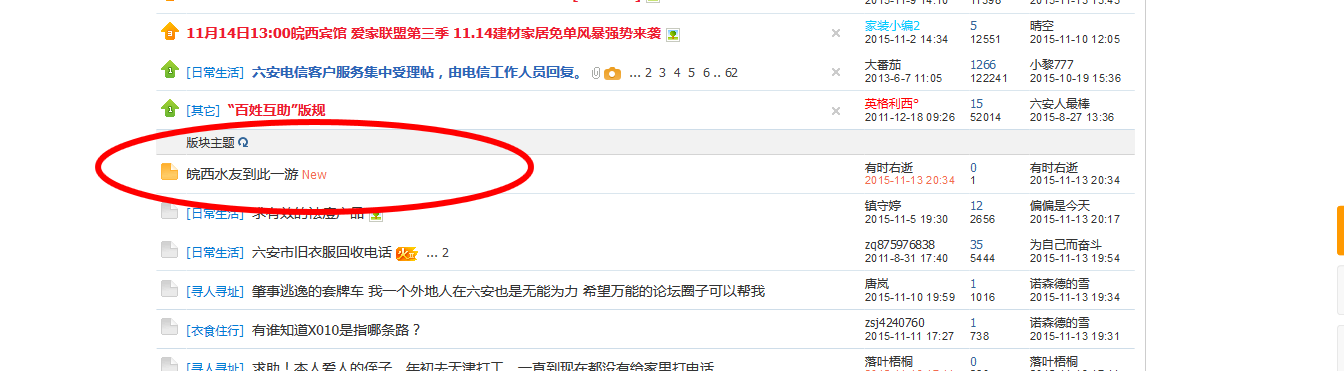 11月14日13:00皖西宾馆 爱家联盟第三季 11.14建材家居免单风暴强势来袭 家装小编2 5 晴空
2015-11-2 14:34 12551 2015-11-10 12:05
[日常生活] 六安电信客户服务集中受理帖，由电信工作人员回复。 ... 2 3 4 5 6 .. 62 大番茄 1266 小黎777
2013-6-7 11:05 122241 2015-10-19 15:36
[其它] “百姓互助”版规 英格利西° 15 六安人最棒
2011-12-18 09:26 52014 2015-8-27 13:36
版块主题
皖西水友到此一游 New 有时右逝 0 有时右逝
2015-11-13 20:34 1 2015-11-13 20:34
[日常生活] 求有效的祛痘产品 镇守婷 12 偏偏是今天
2015-11-5 19:30 2656 2015-11-13 20:17
[日常生活] 六安市旧衣服回收电话 ... 2 zq875976838 35 为自己而奋斗
2011-8-31 17:40 5444 2015-11-13 19:54
[寻人寻址] 肇事逃逸的套牌车 我一个外地人在六安也是无能为力 希望万能的论坛圈子可以帮我 唐岚 1 诺森德的雪
2015-11-10 19:59 1016 2015-11-13 19:34
[衣食住行] 有谁知道X010是指哪条路？ zsj4240760 1 诺森德的雪
2015-11-11 17:27 738 2015-11-13 19:31
[寻人寻址] 求助！本人爱人的侄子，年初去天津打工，一直到现在都没有给家里打电话 落叶梧桐 0 落叶梧桐